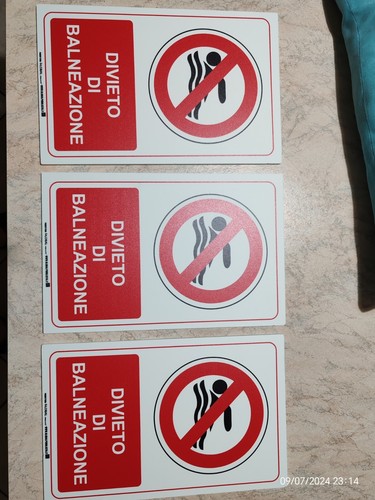 DIVIETO
DI
BALNEAZIONE
DIVIETO
DI
BALNEAZIONE
DIVIETO
DI
BALNEAZIONE
09/07/2024 23:14